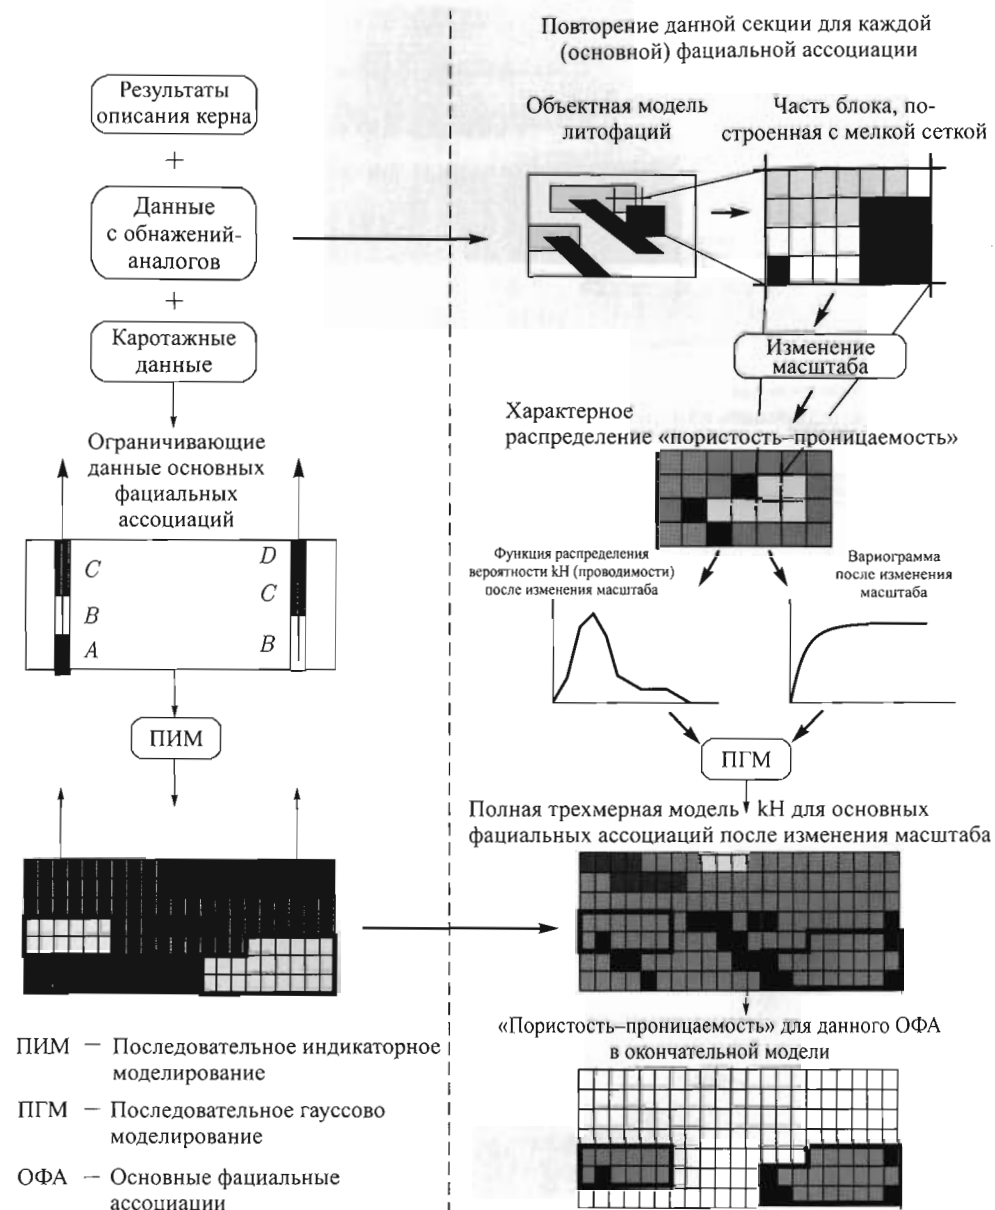 Повторение данной секции для каждой
(основной) фациальной ассоциации
Результаты
описания керна
+
Данные
с обнажений-
аналогов
+
Каротажные
данные
Ограничивающие
данные основных
фациальных
ассоциаций
C
B
A
D
C
B
ПИМ
ПИМ — Последовательное индикаторное
моделирование
ПГМ — Последовательное гауссово
моделирование
ОФА — Основные фациальные
ассоциации
Объектная модель
литофаций
Часть блока, по-
строенная с мелкой сеткой
Изменение
масштаба
Характерное
распределение «пористость–проницаемость»
Функция распределения
вероятности kH (проводимости)
после изменения масштаба
Вариограмма
после изменения
масштаба
ПГМ
Полная трехмерная модель kH для основных
фациальных ассоциаций после изменения масштаба
«Пористость–проницаемость» для данного ОФА
в окончательной модели